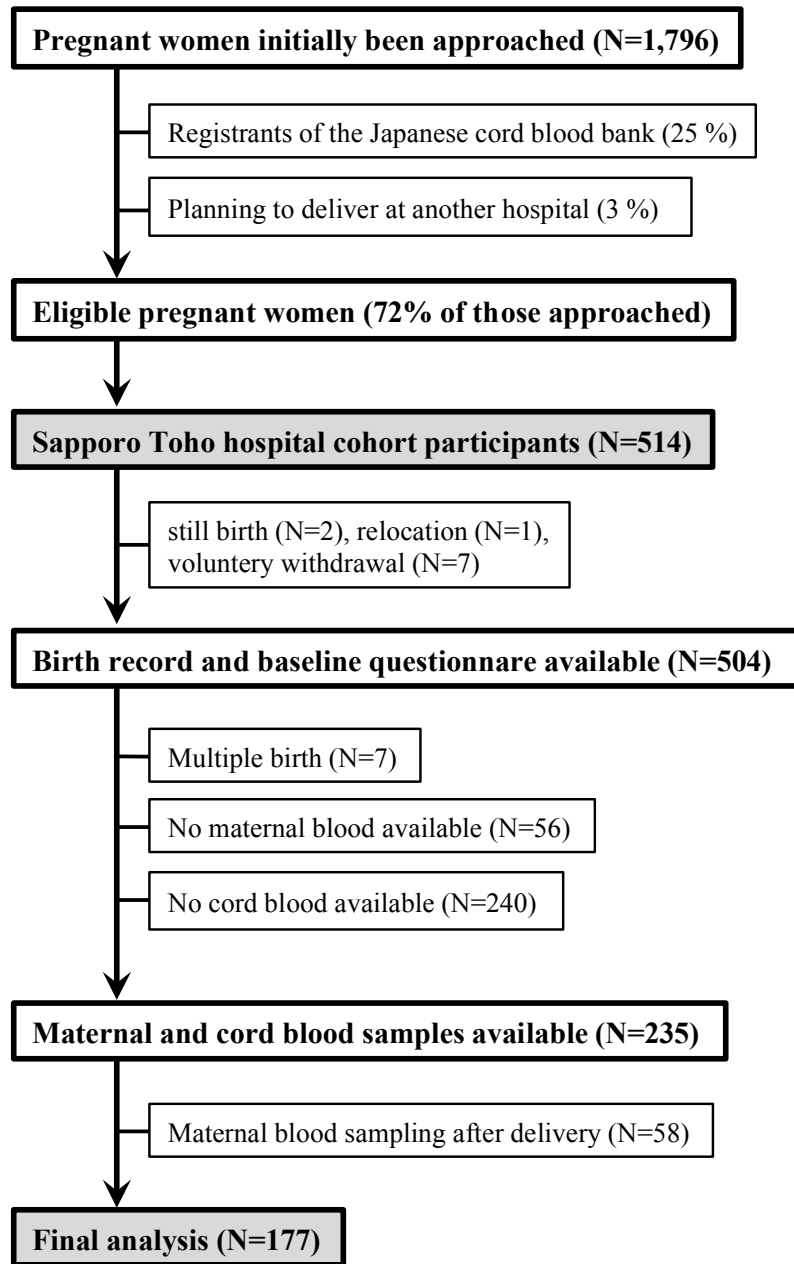 Pregnant women initially been approached (N=1,796)
Registrants of the Japanese cord blood bank (25 %)
Planning to deliver at another hospital (3 %)
Eligible pregnant women (72% of those approached)
Sapporo Toho hospital cohort participants (N=514)
still birth (N=2), relocation (N=1),
voluntery withdrawal (N=7)
Birth record and baseline questionnare available (N=504)
Multiple birth (N=7)
No maternal blood available (N=56)
No cord blood available (N=240)
Maternal and cord blood samples available (N=235)
Maternal blood sampling after delivery (N=58)
Final analysis (N=177)